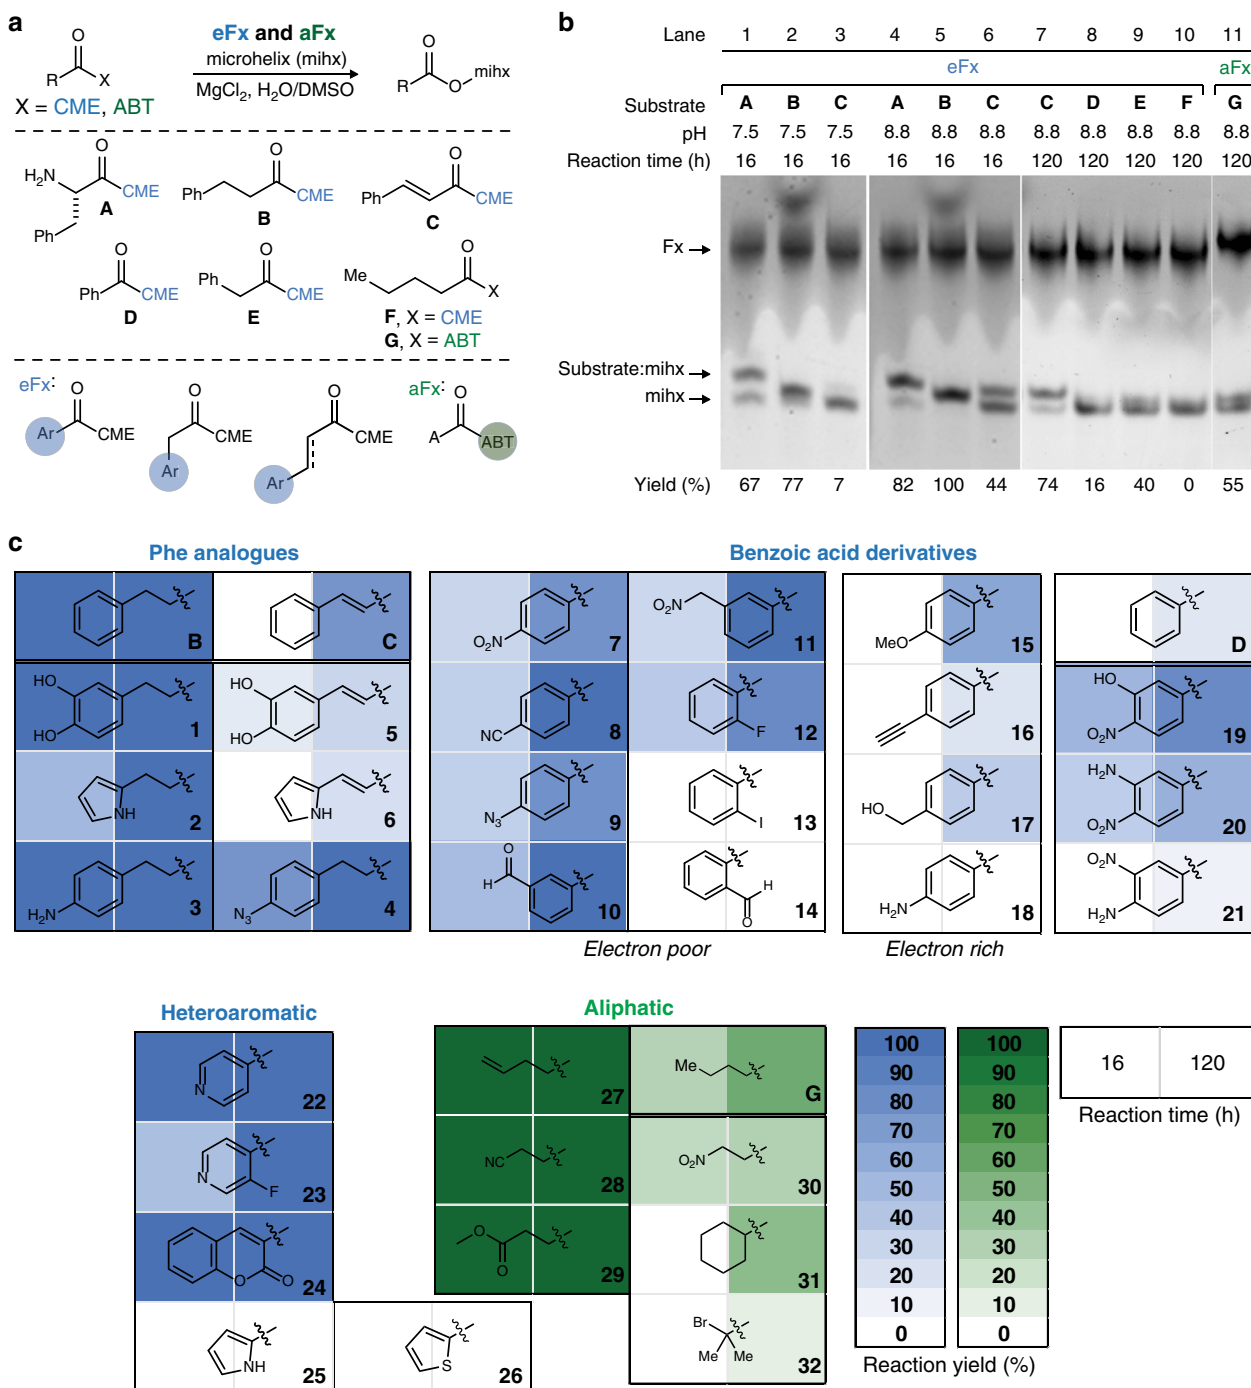 a
eFx and aFx
microhelix (mihx)
MgCl2, H2O/DMSO
O
R
X
O
R
O
mihx
X = CME, ABT
H2N
O
CME
Ph
A
O
Ph
CME
B
O
Ph
CME
C
O
Ph
CME
D
Ph
O
CME
E
Me
O
X
F, X = CME
G, X = ABT
eFx:
O
Ar
CME
O
CME
Ar
O
CME
Ar
aFx:
O
A
ABT
b
Lane 1 2 3 4 5 6 7 8 9 10 11
eFx aFx
Substrate A B C A B C C D E F G
pH 7.5 7.5 7.5 8.8 8.8 8.8 8.8 8.8 8.8 8.8 8.8
Reaction time (h) 16 16 16 16 16 16 120 120 120 120 120
Fx
Substrate:mihx
mihx
Yield (%) 67 77 7 82 100 44 74 16 40 0 55
c
Phe analogues
B
C
HO
HO
1
HO
HO
5
NH
2
NH
6
H2N
3
N3
4
Benzoic acid derivatives
O2N
7
O2N
11
NC
8
F
12
N3
9
I
13
O
H
10
H
O
14
Electron poor
MeO
15
16
HO
17
H2N
18
Electron rich
D
HO
O2N
19
H2N
O2N
20
O2N
H2N
21
Heteroaromatic
N
22
N
F
23
O
O
24
NH
25
S
26
Aliphatic
27
Me
G
NC
28
O2N
30
O
O
29
31
Br
Me
Me
32
100 100
90 90
80 80
70 70
60 60
50 50
40 40
30 30
20 20
10 10
0 0
Reaction yield (%)
16 120
Reaction time (h)